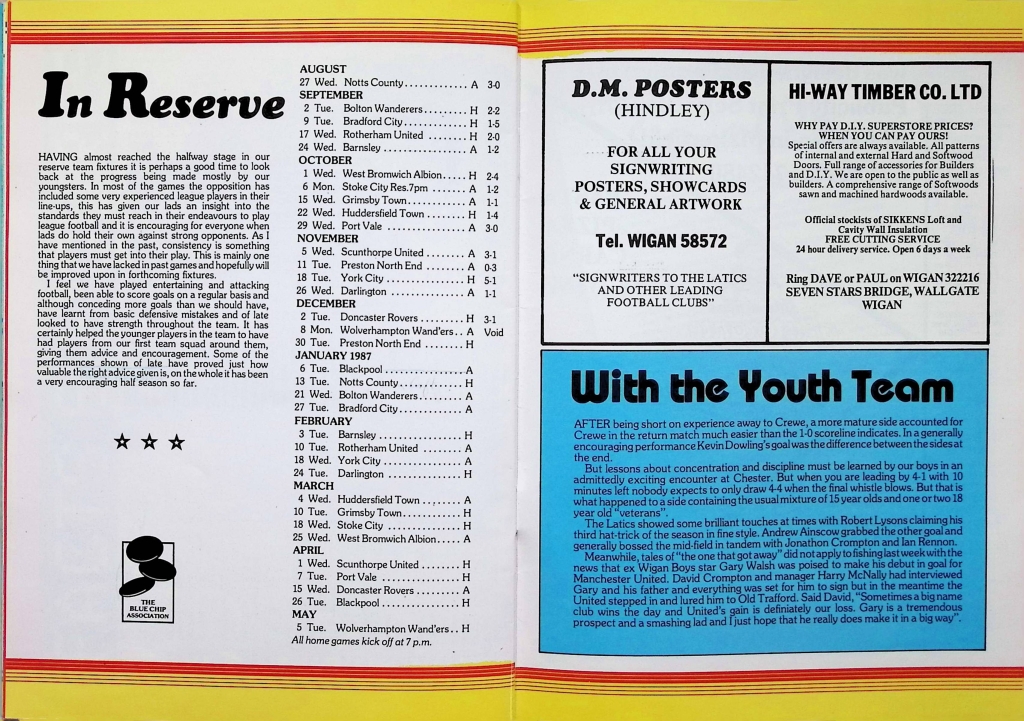 In Reserve
HAVING almost reached the halfway stage in our
reserve team fixtures it is perhaps a good time to look
back at the progress being made mostly by our
youngsters. In most of the games the opposition has
included some very experienced league players in their
line-ups, this has given our lads an insight into the
standards they must reach in their endeavours to play
league football and it is encouraging for everyone when
lads do hold their own against strong opponents. As I
have mentioned in the past, consistency is something
that players must get into their play. This is mainly one
thing that we have lacked in past games and hopefully will
be improved upon in forthcoming fixtures.
I feel we have played entertaining and attacking
football, been able to score goals on a regular basis and
although conceding more goals than we should have,
have learnt from basic defensive mistakes and of late
looked to have strength throughout the team. It has
certainly helped the younger players in the team to have
had players from our first team squad around them,
giving them advice and encouragement. Some of the
performances shown of late have proved just how
valuable the right advice given is, on the whole it has been
a very encouraging half season so far.
THE
BLUE CHIP
ASSOCIATION
AUGUST
27 Wed. Notts County............ A 3-0
SEPTEMBER
2 Tue. Bolton Wanderers....... H 2-2
9 Tue. Bradford City............ H 1-5
17 Wed. Rotherham United ....... H 2-0
24 Wed. Barnsley ................ A 1-2
OCTOBER
1 Wed. West Bromwich Albion..... H 2-4
6 Mon. Stoke City Res.7pm ...... A 1-2
15 Wed. Grimsby Town........... A 1-1
22 Wed. Huddersfield Town ....... H 1-4
29 Wed. Port Vale ............... A 3-0
NOVEMBER
5 Wed. Scunthorpe United ....... A 3-1
11 Tue. Preston North End ....... A 0-3
18 Tue. York City ............... H 5-1
26 Wed. Darlington .............. A 1-1
DECEMBER
2 Tue. Doncaster Rovers ......... H 3-1
8 Mon. Wolverhampton Wand'ers.. A Void
30 Tue. Preston North End ........ H
JANUARY 1987
6 Tue. Blackpool ............... A
13 Tue. Notts County............ H
21 Wed. Bolton Wanderers........ A
27 Tue. Bradford City............ A
FEBRUARY
3 Tue. Barnsley ................ H
10 Tue. Rotherham United ........ A
18 Wed. York City ............... A
24 Tue. Darlington .............. H
MARCH
4 Wed. Huddersfield Town ........ A
10 Tue. Grimsby Town............ H
18 Wed. Stoke City .............. H
25 Wed. West Bromwich Albion..... A
APRIL
1 Wed. Scunthorpe United ....... H
7 Tue. Port Vale ............... H
15 Wed. Doncaster Rovers ......... A
26 Tue. Blackpool ............... H
MAY
5 Tue. Wolverhampton Wand'ers.. H
All home games kick off at 7 p.m.
D.M. POSTERS
(HINDLEY)
FOR ALL YOUR
SIGNWRITING
POSTERS, SHOWCARDS
& GENERAL ARTWORK
Tel. WIGAN 58572
"SIGNWRITERS TO THE LATICS
AND OTHER LEADING
FOOTBALL CLUBS"
HI-WAY TIMBER CO. LTD
WHY PAY D.I.Y. SUPERSTORE PRICES?
WHEN YOU CAN PAY OURS!
Special offers are always available. All patterns
of internal and external Hard and Softwood
Doors. Full range of accessories for Builders
and D.I.Y. We are open to the public as well as
builders. A comprehensive range of Softwoods
sawn and machined hardwoods available.
Official stockists of SIKKENS Loft and
Cavity Wall Insulation
FREE CUTTING SERVICE
24 hour delivery service. Open 6 days a week
Ring DAVE or PAUL on WIGAN 322216
SEVEN STARS BRIDGE, WALLGATE
WIGAN
With the Youth Team
AFTER being short on experience away to Crewe, a more mature side accounted for
Crewe in the return match much easier than the 1-0 scoreline indicates. In a generally
encouraging performance Kevin Dowling's goal was the difference between the sides at
the end.
But lessons about concentration and discipline must be learned by our boys in an
admittedly exciting encounter at Chester. But when you are leading by 4-1 with 10
minutes left nobody expects to only draw 4-4 when the final whistle blows. But that is
what happened to a side containing the usual mixture of 15 year olds and one or two 18
year old "veterans".
The Latics showed some brilliant touches at times with Robert Lysons claiming his
third hat-trick of the season in fine style. Andrew Ainscow grabbed the other goal and
generally bossed the mid-field in tandem with Jonathon Crompton and Ian Rennon.
Meanwhile, tales of "the one that got away" did not apply to fishing last week with the
news that ex Wigan Boys star Gary Walsh was poised to make his debut in goal for
Manchester United. David Crompton and manager Harry McNally had interviewed
Gary and his father and everything was set for him to sign but in the meantime the
United stepped in and lured him to Old Trafford. Said David, "Sometimes a big name
club wins the day and United's gain is definiately our loss. Gary is a tremendous
prospect and a smashing lad and I just hope that he really does make it in a big way".